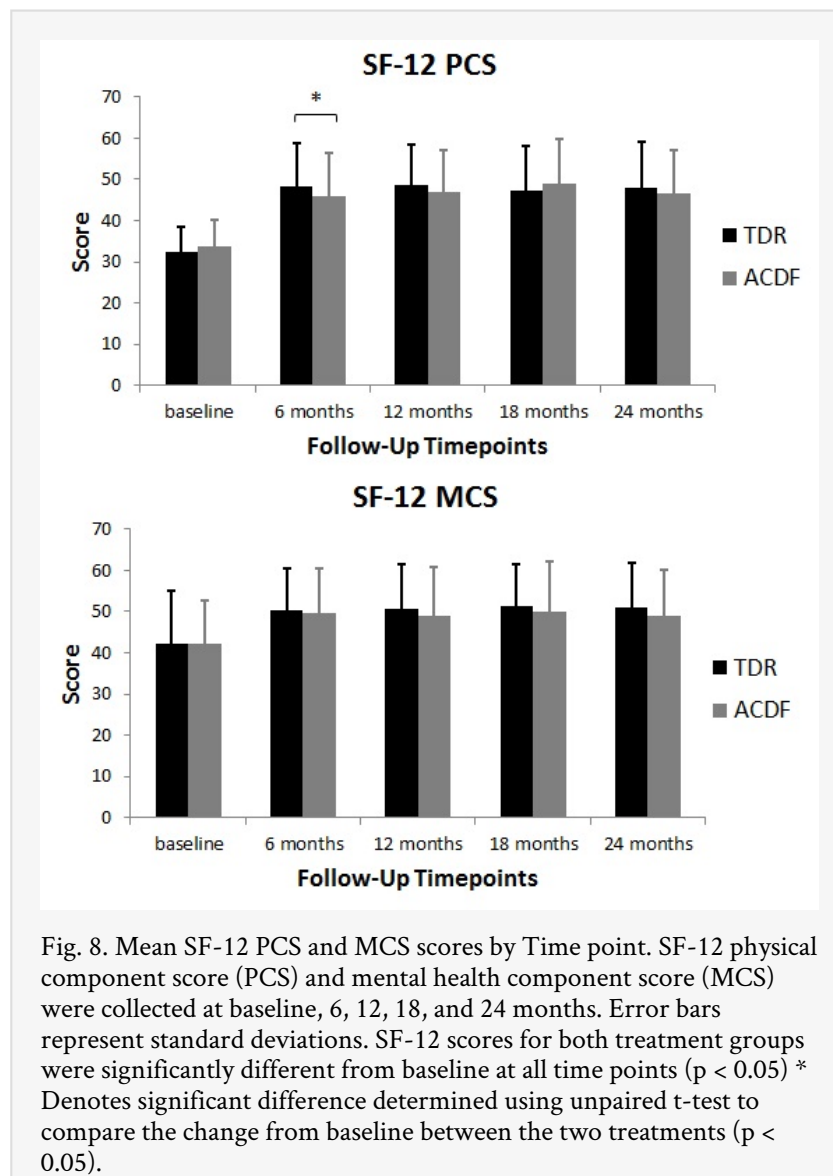 SF-12 PCS
70
*
60
50
40
30
20
10
0
Score
TDR
ACDF
baseline 6 months 12 months 18 months 24 months
Follow-Up Timepoints
SF-12 MCS
70
60
50
40
30
20
10
0
Score
TDR
ACDF
baseline 6 months 12 months 18 months 24 months
Follow-Up Timepoints
Fig. 8. Mean SF-12 PCS and MCS scores by Time point. SF-12 physical
component score (PCS) and mental health component score (MCS)
were collected at baseline, 6, 12, 18, and 24 months. Error bars
represent standard deviations. SF-12 scores for both treatment groups
were significantly different from baseline at all time points (p < 0.05) *
Denotes significant difference determined using unpaired t-test to
compare the change from baseline between the two treatments (p <
0.05).